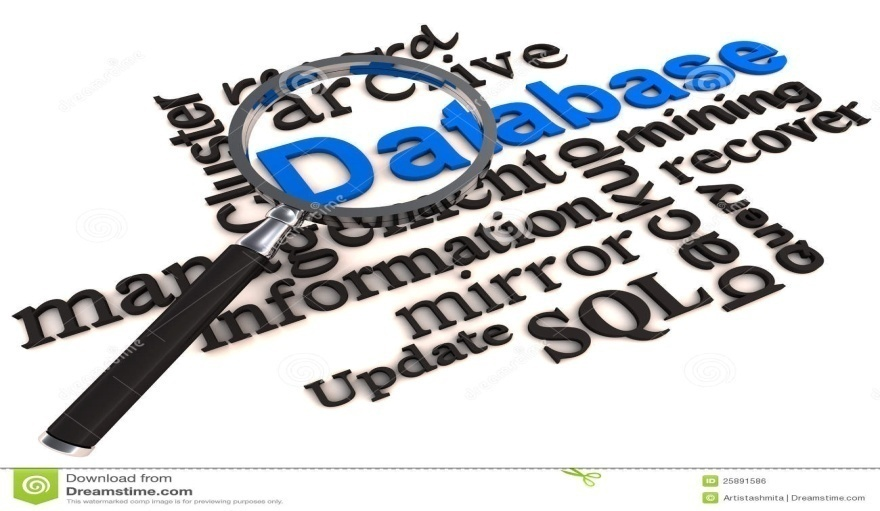 record
archive
Database
cluster
mining
recover
management
backup
query
information
mirror
SQL
Update
Download from
Dreamstime.com
This watermarked comp image is for previewing purposes only.
ID 25891586
© Artistashmita | Dreamstime.com